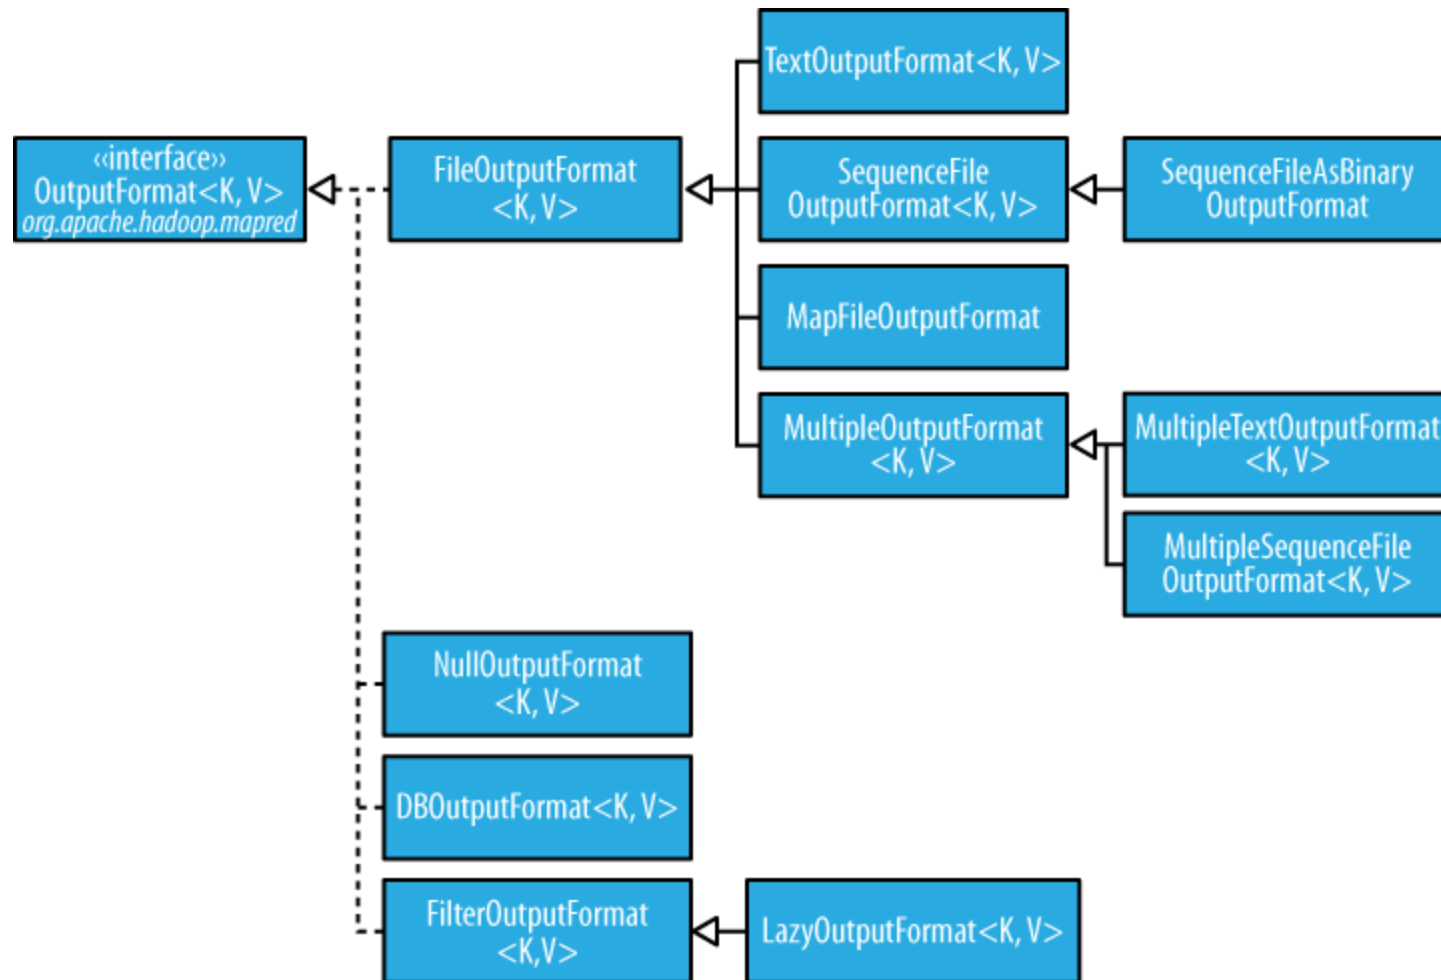 TextOutputFormat<K, V>
‹‹interface››
OutputFormat<K, V>
org.apache.hadoop.mapred
FileOutputFormat
<K, V>
SequenceFile
OutputFormat<K, V>
SequenceFileAsBinary
OutputFormat
MapFileOutputFormat
MultipleOutputFormat
<K, V>
MultipleTextOutputFormat
<K, V>
MultipleSequenceFile
OutputFormat<K, V>
NullOutputFormat
<K, V>
DBOutputFormat<K, V>
FilterOutputFormat
<K,V>
LazyOutputFormat<K, V>